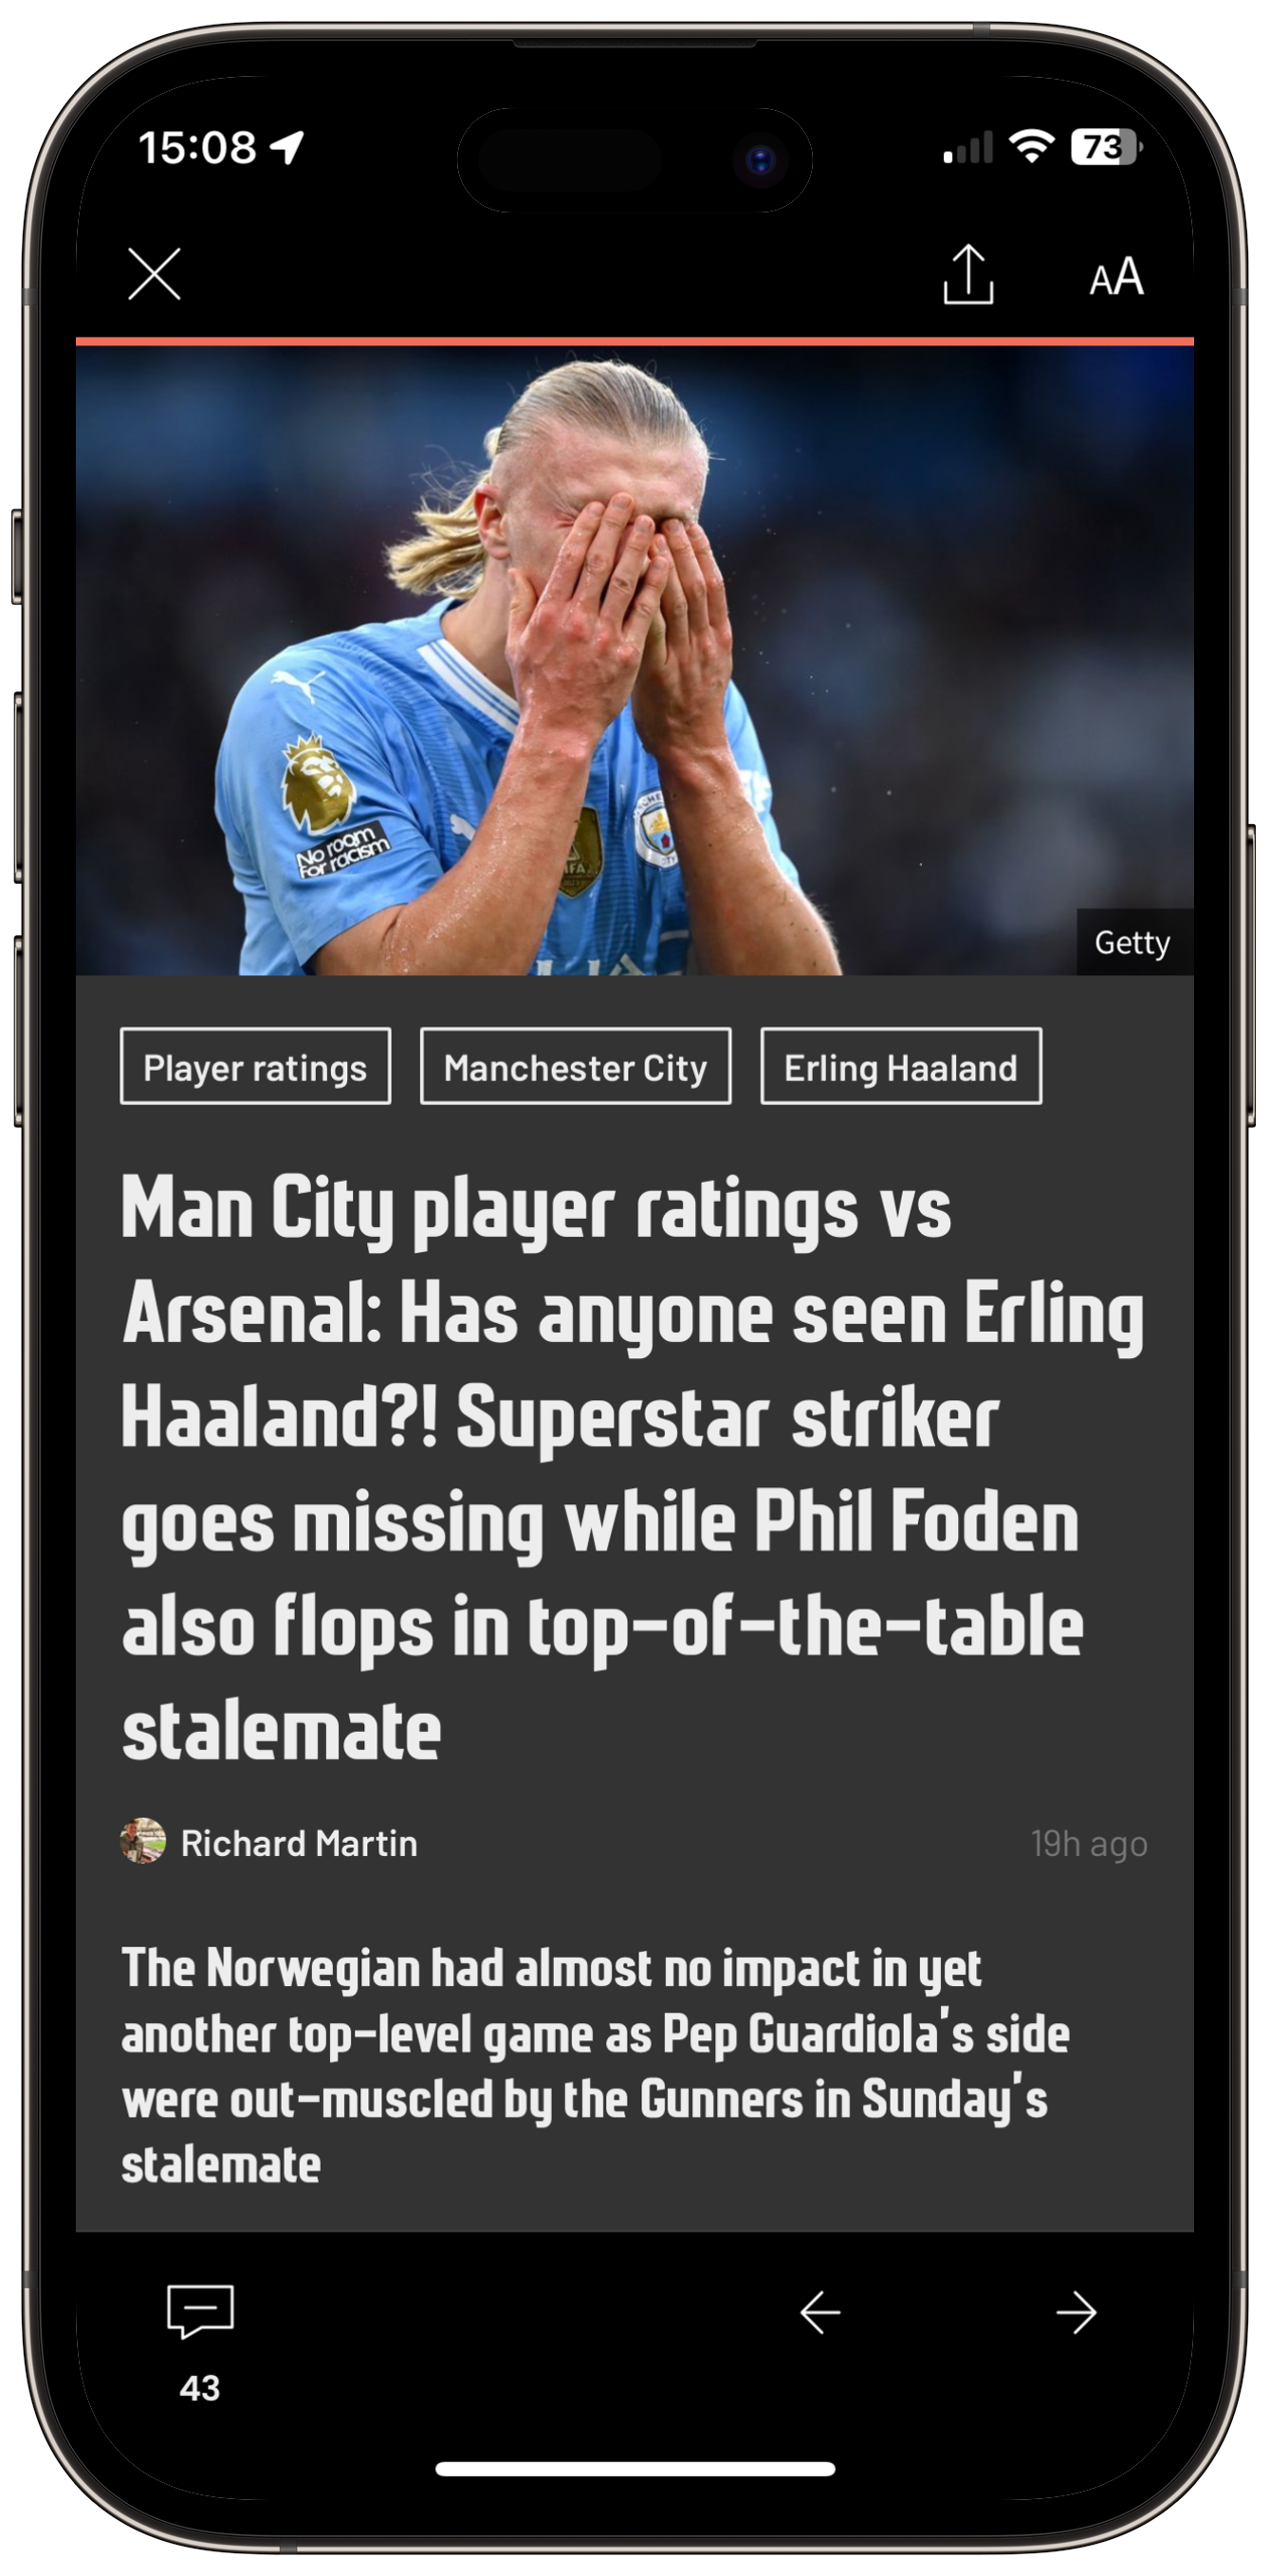 15:08
73
AA
No room
for racism
Getty
Player ratings
Manchester City
Erling Haaland
Man City player ratings vs
Arsenal: Has anyone seen Erling
Haaland?! Superstar striker
goes missing while Phil Foden
also flops in top-of-the-table
stalemate
Richard Martin
19h ago
The Norwegian had almost no impact in yet
another top-level game as Pep Guardiola's side
were out-muscled by the Gunners in Sunday's
stalemate
43